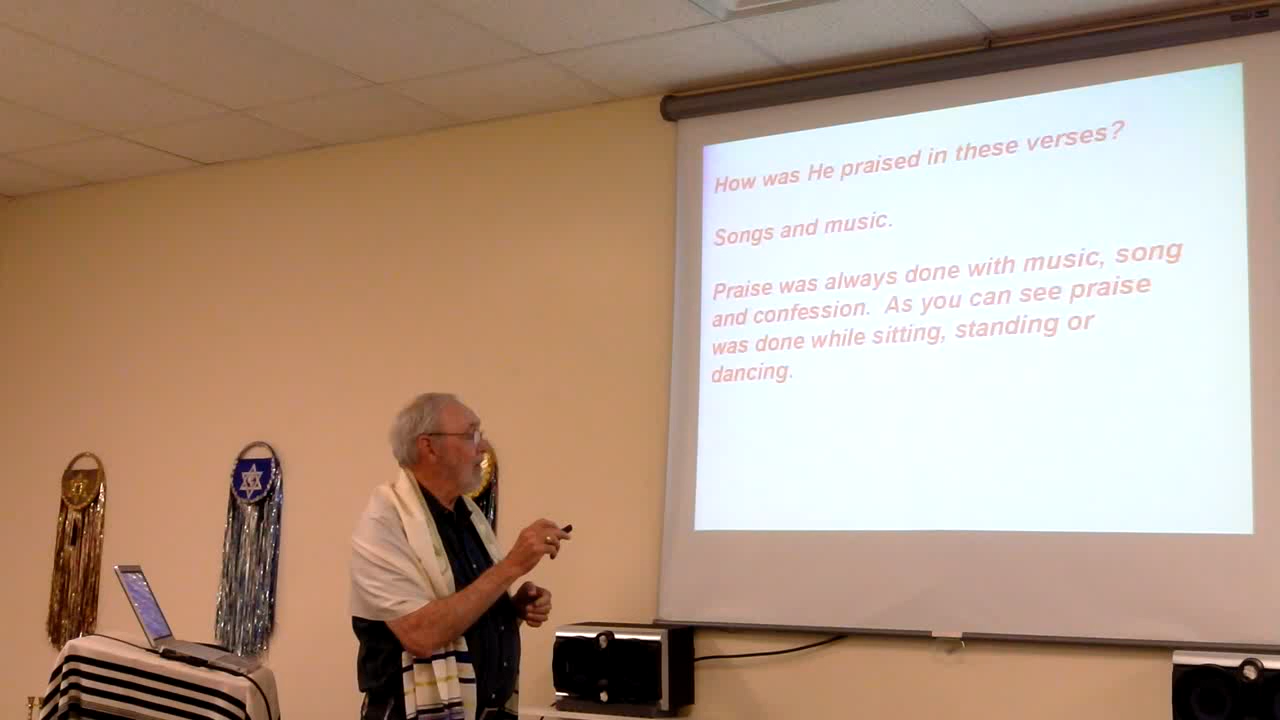 How was He praised in these verses?
Songs and music.
Praise was always done with music, song
and confession.  As you can see praise
was done while sitting, standing or
dancing.